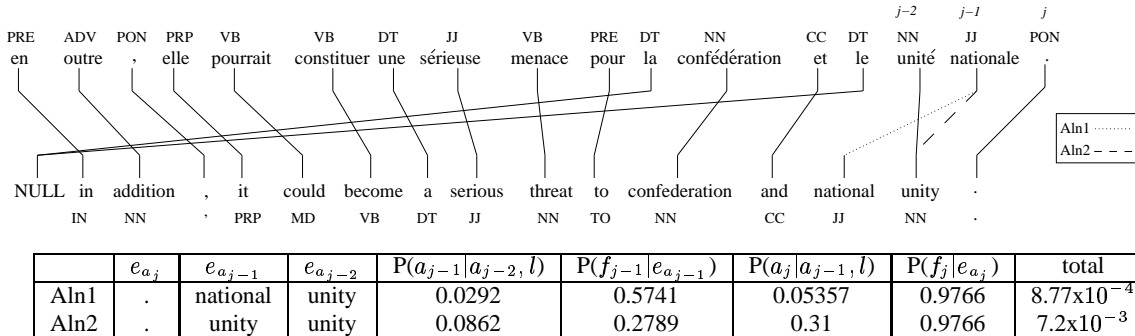 j–2 j–1 j
PRE ADV PON PRP VB VB DT JJ VB PRE DT NN CC DT NN JJ PON
en outre , elle pourrait constituer une sérieuse menace pour la confédération et le unité nationale .
Aln1
Aln2
NULL in addition , it could become a serious threat to confederation and national unity .
IN NN , PRP MD VB DT JJ NN TO NN CC JJ NN .
e_{a_j} e_{a_{j-1}} e_{a_{j-2}} P(a_{j-1}|a_{j-2}, l) P(f_{j-1}|e_{a_{j-1}}) P(a_j|a_{j-1}, l) P(f_j|e_{a_j}) total
Aln1 . national unity 0.0292 0.5741 0.05357 0.9766 8.77x10^{-4}
Aln2 . unity unity 0.0862 0.2789 0.31 0.9766 7.2x10^{-3}